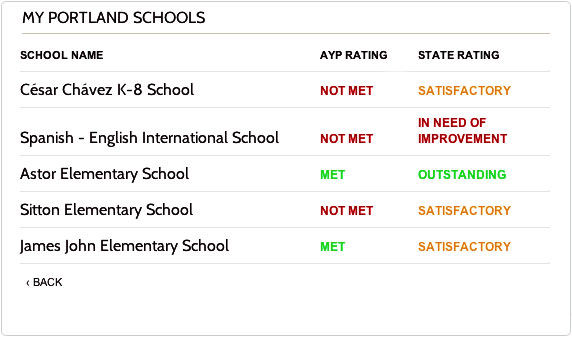 MY PORTLAND SCHOOLS
SCHOOL NAME AYP RATING STATE RATING
César Chávez K-8 School NOT MET SATISFACTORY
Spanish - English International School NOT MET IN NEED OF
IMPROVEMENT
Astor Elementary School MET OUTSTANDING
Sitton Elementary School NOT MET SATISFACTORY
James John Elementary School MET SATISFACTORY
‹ BACK